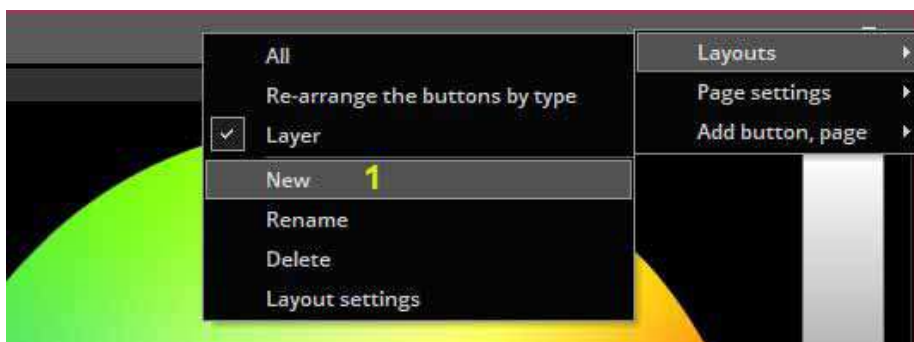 All
Re-arrange the buttons by type
Layer
New 1
Rename
Delete
Layout settings
Layouts
Page settings
Add button, page